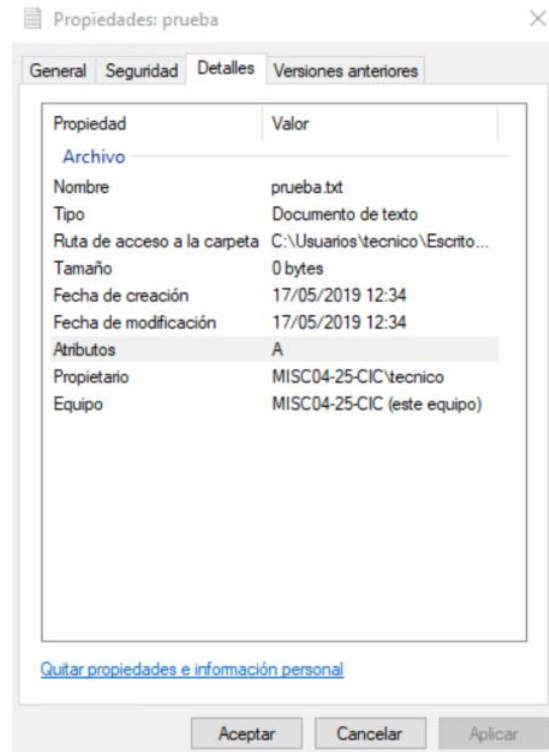 Propiedades: prueba
General Seguridad Detalles Versiones anteriores
Propiedad Valor
Archivo
Nombre prueba.txt
Tipo Documento de texto
Ruta de acceso a la carpeta C:\Usuarios\tecnico\Escrito...
Tamaño 0 bytes
Fecha de creación 17/05/2019 12:34
Fecha de modificación 17/05/2019 12:34
Atributos A
Propietario MISC04-25-CIC\tecnico
Equipo MISC04-25-CIC (este equipo)
Quitar propiedades e información personal
Aceptar Cancelar Aplicar